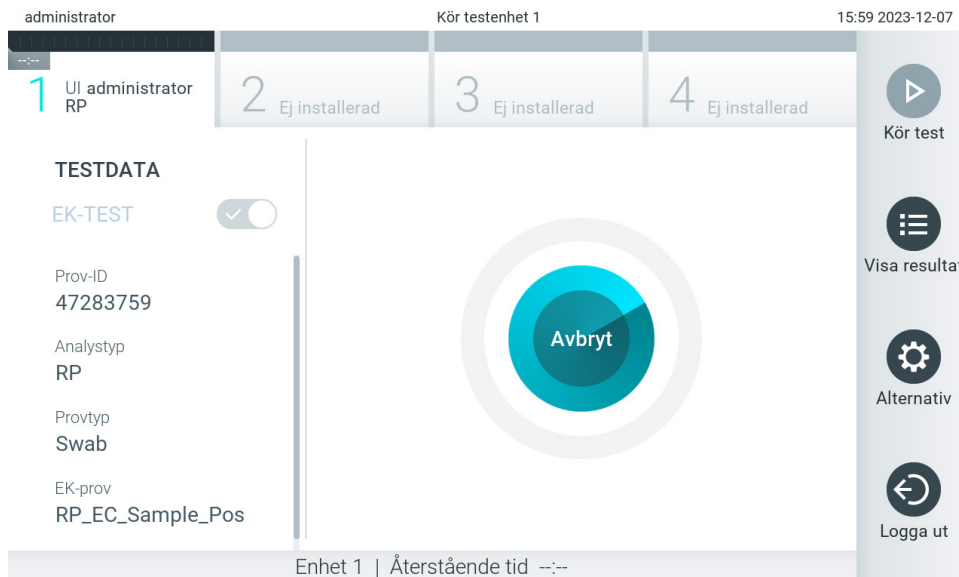 administrator
Kör testenhet 1
15:59 2023-12-07
--:--
1 UI administrator
RP
2 Ej installerad
3 Ej installerad
4 Ej installerad
Kör test
TESTDATA
EK-TEST
Prov-ID
47283759
Analystyp
RP
Provtyp
Swab
EK-prov
RP_EC_Sample_Pos
Avbryt
Visa resultat
Alternativ
Logga ut
Enhet 1 | Återstående tid --:--